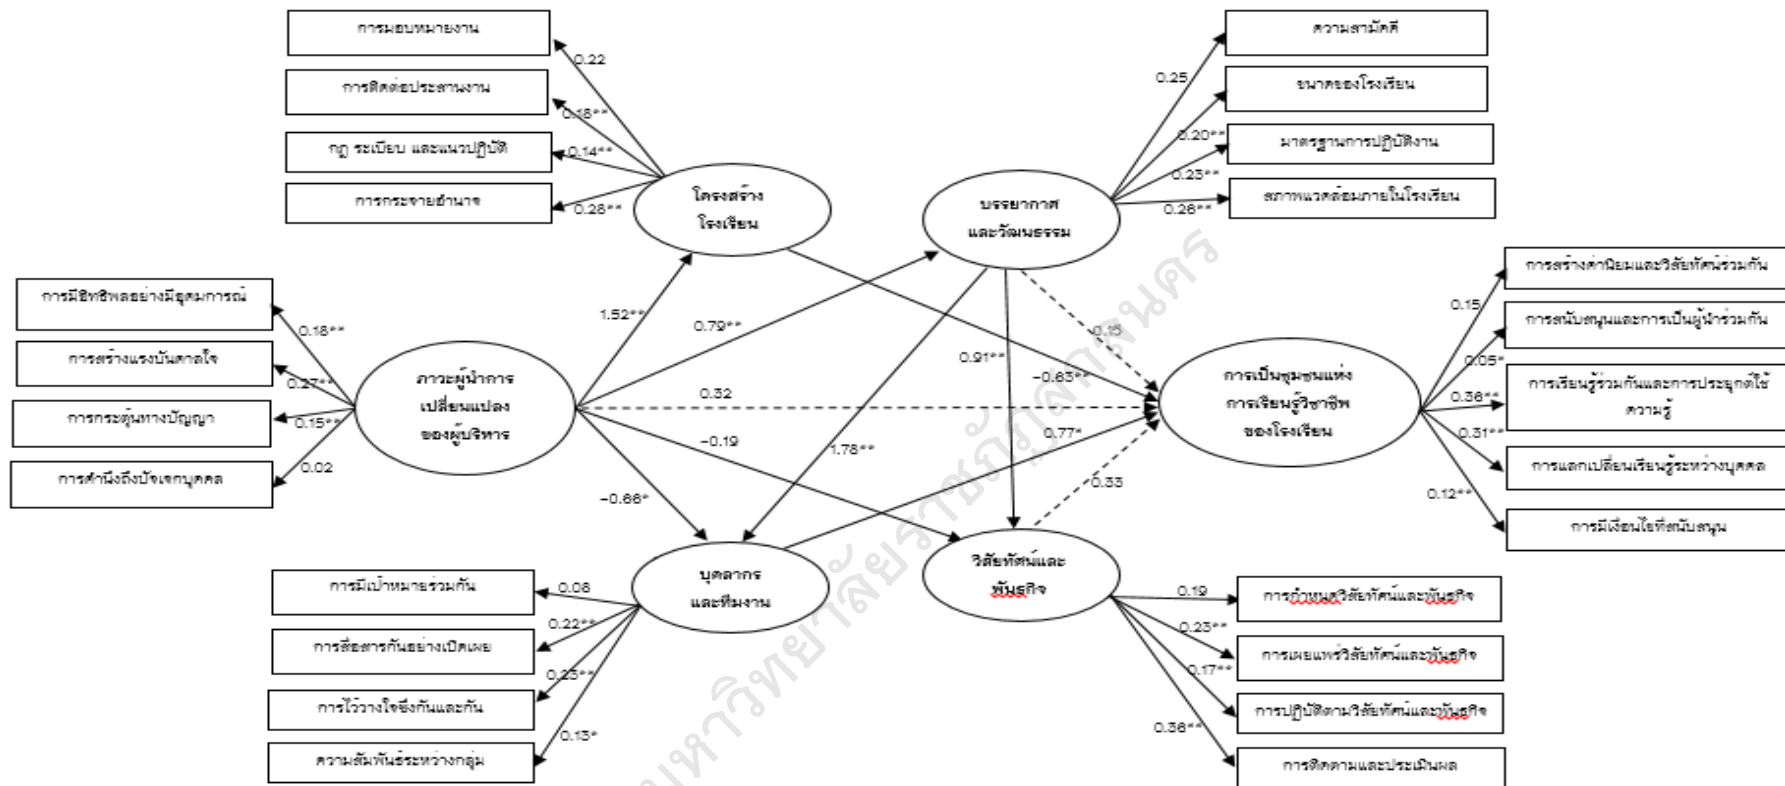 การมอบหมายงาน
0.22
การติดต่อประสานงาน
0.18**
กฎ ระเบียบ และแนวปฏิบัติ
0.14**
การกระจายอำนาจ
0.28**
โครงสร้าง
โรงเรียน
ความสามัคคี
0.25
ขนาดของโรงเรียน
0.20**
มาตรฐานการปฏิบัติงาน
0.23**
สภาพแวดล้อมภายในโรงเรียน
0.26**
บรรยากาศ
และวัฒนธรรม
การมีอิทธิพลอย่างมีอุดมการณ์
0.18**
การสร้างแรงบันดาลใจ
0.27**
การกระตุ้นทางปัญญา
0.15**
การคำนึงถึงปัจเจกบุคคล
0.02
ภาวะผู้นำการ
เปลี่ยนแปลง
ของผู้บริหาร
1.52**
0.79**
0.32
-0.19
-0.66*
0.91**
1.78**
0.15
-0.63**
0.77*
0.33
การเป็นชุมชนแห่ง
การเรียนรู้วิชาชีพ
ของโรงเรียน
การสร้างค่านิยมและวิสัยทัศน์ร่วมกัน
0.15
การสนับสนุนและการเป็นผู้นำร่วมกัน
0.05*
การเรียนรู้ร่วมกันและการประยุกต์ใช้
ความรู้
0.36**
0.31**
การแลกเปลี่ยนเรียนรู้ระหว่างบุคคล
0.12**
การมีเงื่อนไขที่สนับสนุน
บุคลากร
และทีมงาน
การมีเป้าหมายร่วมกัน
0.06
การสื่อสารกันอย่างเปิดเผย
0.22**
การไว้วางใจซึ่งกันและกัน
0.23**
ความสัมพันธ์ระหว่างกลุ่ม
0.13*
วิสัยทัศน์และ
พันธกิจ
การกำหนดวิสัยทัศน์และพันธกิจ
0.19
การเผยแพร่วิสัยทัศน์และพันธกิจ
0.23**
การปฏิบัติตามวิสัยทัศน์และพันธกิจ
0.17**
การติดตามและประเมินผล
0.36**
มหาวิทยาลัยราชภัฏสกลนคร